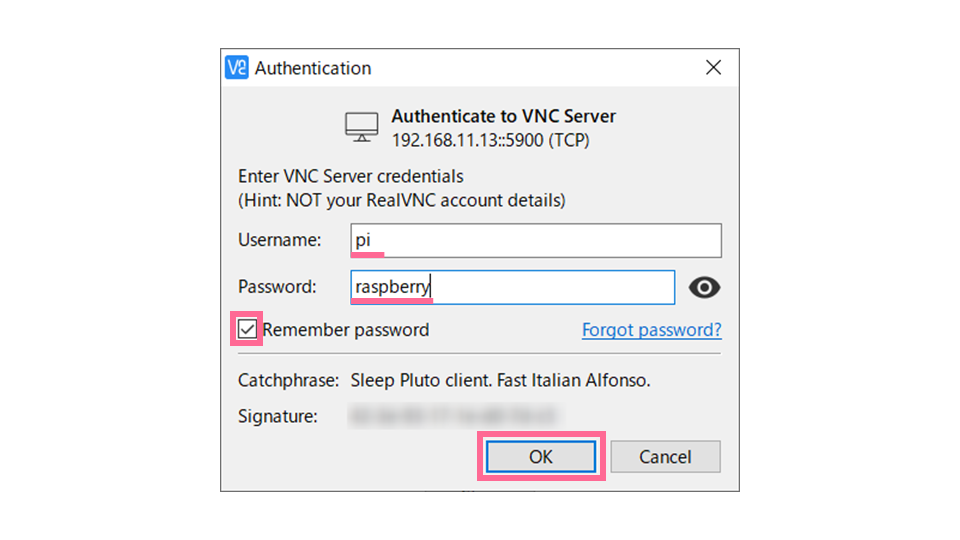 V2 Authentication
Authenticate to VNC Server
192.168.11.13::5900 (TCP)
Enter VNC Server credentials
(Hint: NOT your RealVNC account details)
Username: pi
Password: raspberry
Remember password Forgot password?
Catchphrase: Sleep Pluto client. Fast Italian Alfonso.
Signature:
OK Cancel